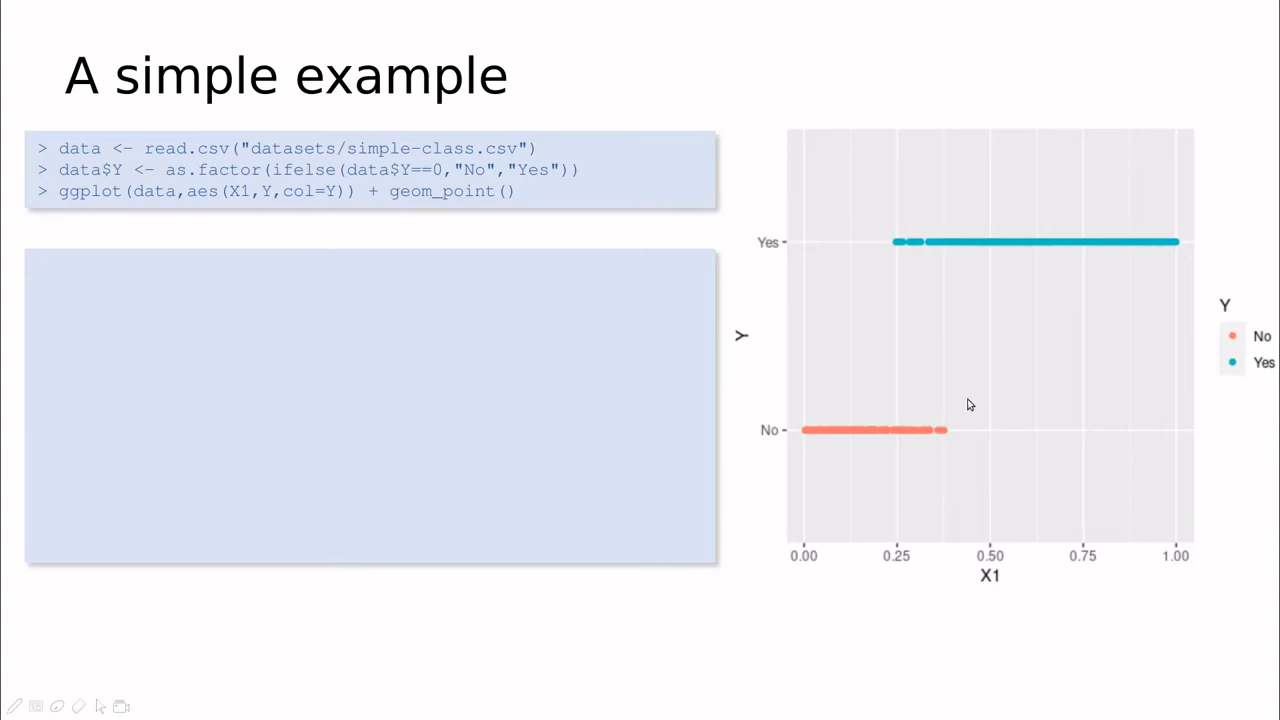 A simple example
> data <- read.csv("datasets/simple-class.csv")
> data$Y <- as.factor(ifelse(data$Y==0,"No","Yes"))
> ggplot(data,aes(X1,Y,col=Y)) + geom_point()
Yes
Y
No
0.00 0.25 0.50 0.75 1.00
X1
Y
No
Yes